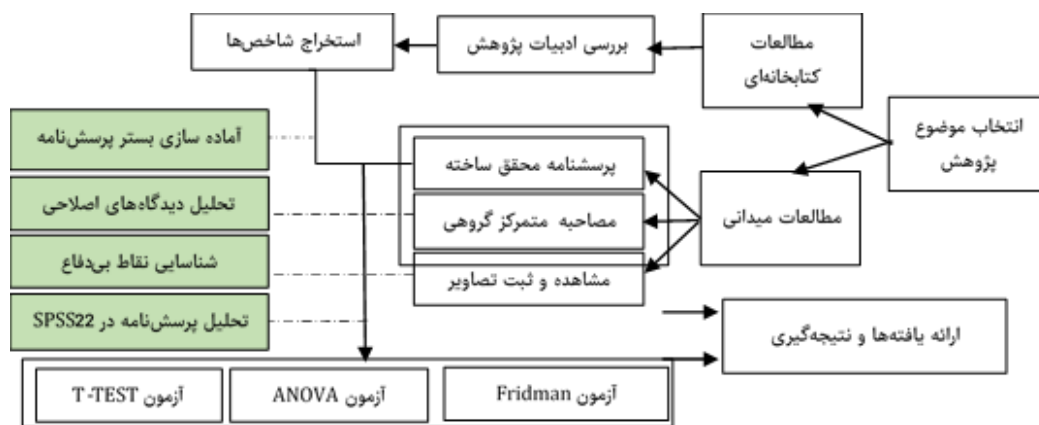 انتخاب موضوع
پژوهش
مطالعات
کتابخانه‌ای
بررسی ادبیات پژوهش
استخراج شاخص‌ها
مطالعات میدانی
پرسشنامه محقق ساخته
مصاحبه متمرکز گروهی
مشاهده و ثبت تصاویر
آماده سازی بستر پرسش‌نامه
تحلیل دیدگاه‌های اصلاحی
شناسایی نقاط بی‌دفاع
تحلیل پرسش‌نامه در SPSS22
آزمون Fridman
آزمون ANOVA
آزمون T-TEST
ارائه یافته‌ها و نتیجه‌گیری